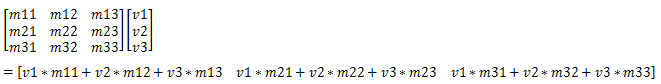 [m11 m12 m13][v1]
[m21 m22 m23][v2]
[m31 m32 m33][v3]
= [v1 * m11 + v2 * m12 + v3 * m13 v1 * m21 + v2 * m22 + v3 * m23 v1 * m31 + v2 * m32 + v3 * m33]